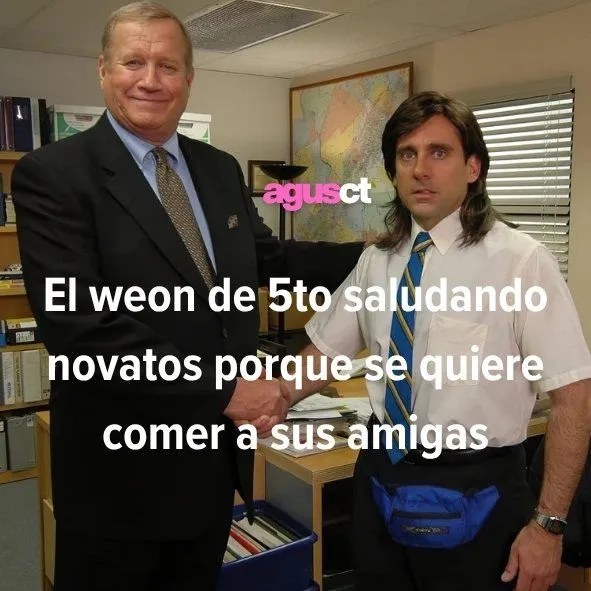 agusct
El weon de 5to saludando
novatos porque se quiere
comer a sus amigas